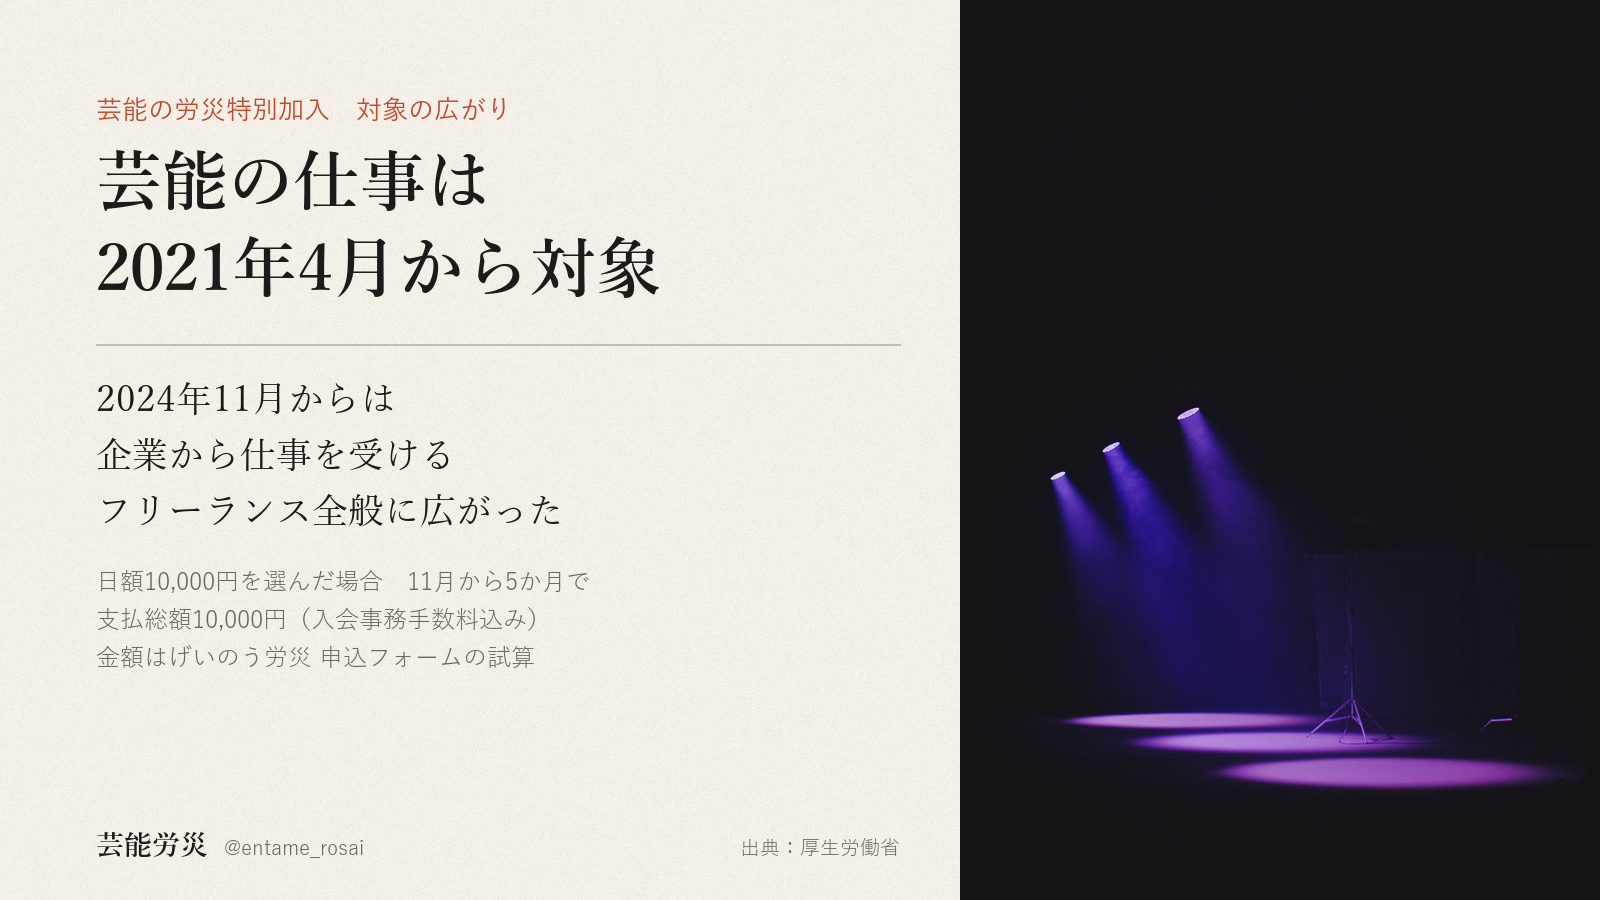 芸能の労災特別加入　対象の広がり
芸能の仕事は
2021年4月から対象
2024年11月からは
企業から仕事を受ける
フリーランス全般に広がった
日額10,000円を選んだ場合　11月から5か月で
支払総額10,000円（入会事務手数料込み）
金額はげいのう労災 申込フォームの試算
芸能労災 @entame_rosai
出典：厚生労働省